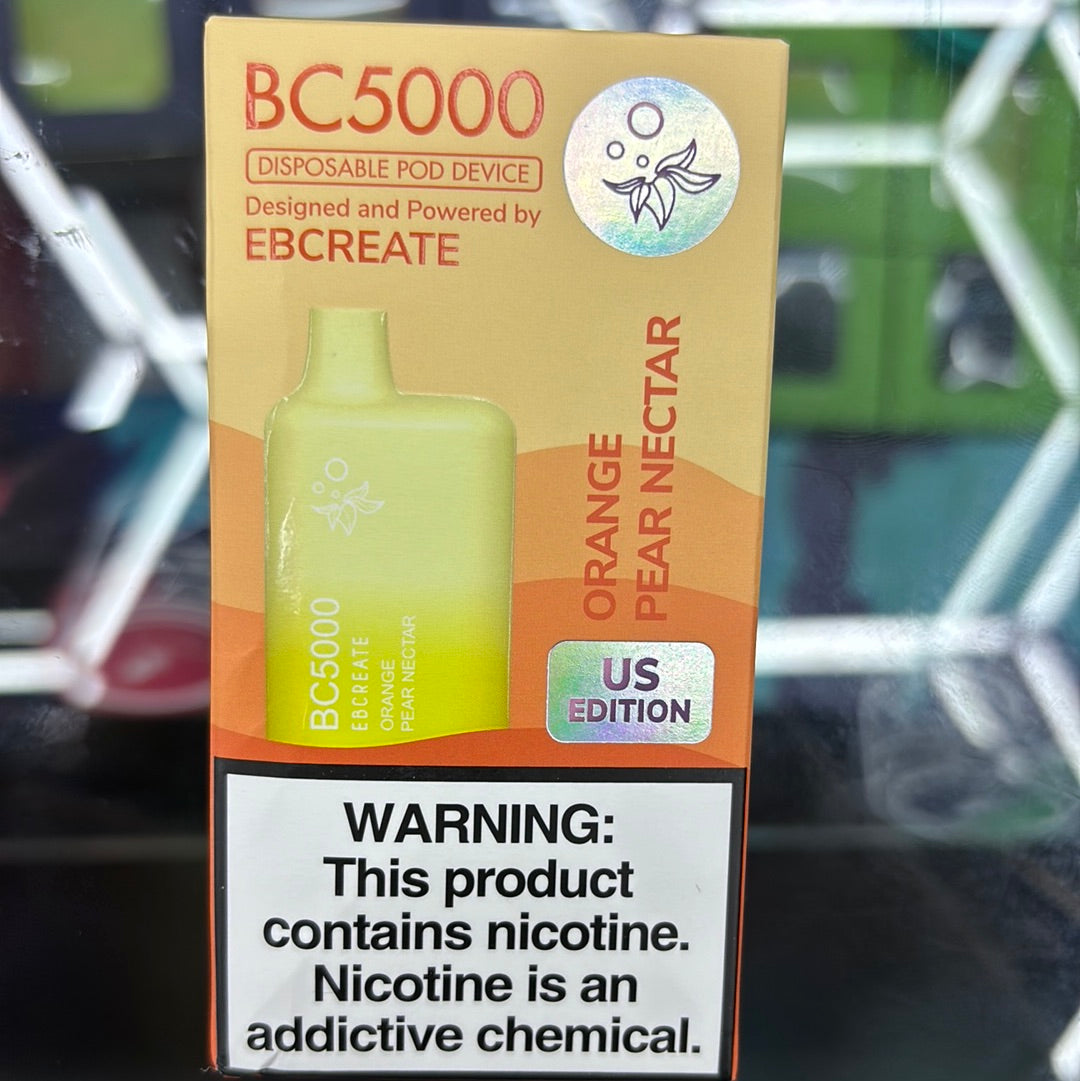 BC5000
DISPOSABLE POD DEVICE
Designed and Powered by
EBCREATE
ORANGE
PEAR NECTAR
BC5000
EBCREATE
ORANGE
PEAR NECTAR
US
EDITION
WARNING:
This product
contains nicotine.
Nicotine is an
addictive chemical.